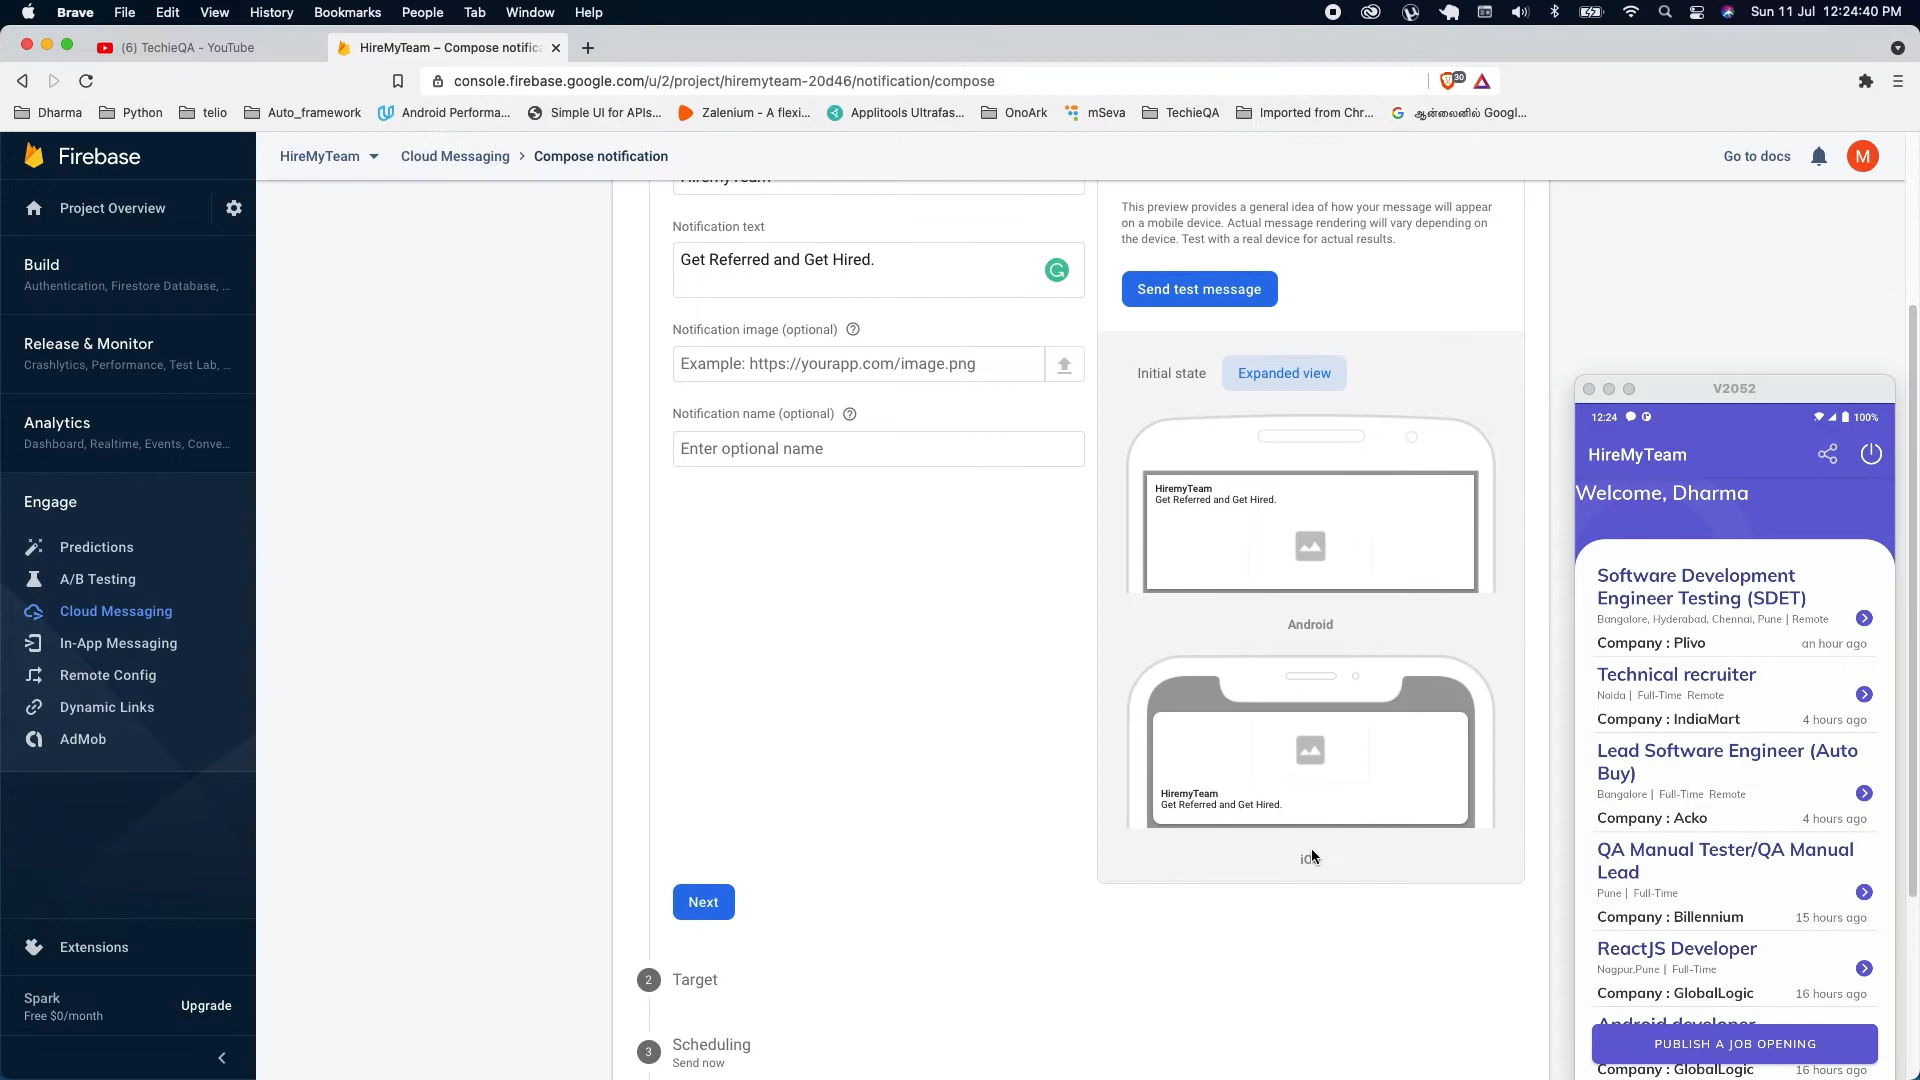 Brave File Edit View History Bookmarks People Tab Window Help
Sun 11 Jul 12:24:40 PM
(6) TechieQA - YouTube
HireMyTeam – Compose notific
console.firebase.google.com/u/2/project/hiremyteam-20d46/notification/compose
30
Dharma Python telio Auto_framework Android Performa... Simple UI for APIs... Zalenium - A flexi... Applitools Ultrafas... OnoArk mSeva TechieQA Imported from Chr... ஆன்லைனில் Googl...
Firebase
HireMyTeam Cloud Messaging > Compose notification
Go to docs
M
Project Overview
Build
Authentication, Firestore Database, ...
Release & Monitor
Crashlytics, Performance, Test Lab, ...
Analytics
Dashboard, Realtime, Events, Conve...
Engage
Predictions
A/B Testing
Cloud Messaging
In-App Messaging
Remote Config
Dynamic Links
AdMob
Extensions
Spark
Free $0/month
Upgrade
HiremyTeam
Notification text
Get Referred and Get Hired.
Notification image (optional)
Example: https://yourapp.com/image.png
Notification name (optional)
Enter optional name
Next
2 Target
3 Scheduling
Send now
This preview provides a general idea of how your message will appear
on a mobile device. Actual message rendering will vary depending on
the device. Test with a real device for actual results.
Send test message
Initial state Expanded view
HiremyTeam
Get Referred and Get Hired.
Android
HiremyTeam
Get Referred and Get Hired.
V2052
12:24
100%
HireMyTeam
Welcome, Dharma
Software Development
Engineer Testing (SDET)
Bangalore, Hyderabad, Chennai, Pune | Remote
Company : Plivo an hour ago
Technical recruiter
Noida | Full-Time Remote
Company : IndiaMart 4 hours ago
Lead Software Engineer (Auto
Buy)
Bangalore | Full-Time Remote
Company : Acko 4 hours ago
QA Manual Tester/QA Manual
Lead
Pune | Full-Time
Company : Billennium 15 hours ago
ReactJS Developer
Nagpur,Pune | Full-Time
Company : GlobalLogic 16 hours ago
Android developer
PUBLISH A JOB OPENING
Company : GlobalLogic 16 hours ago